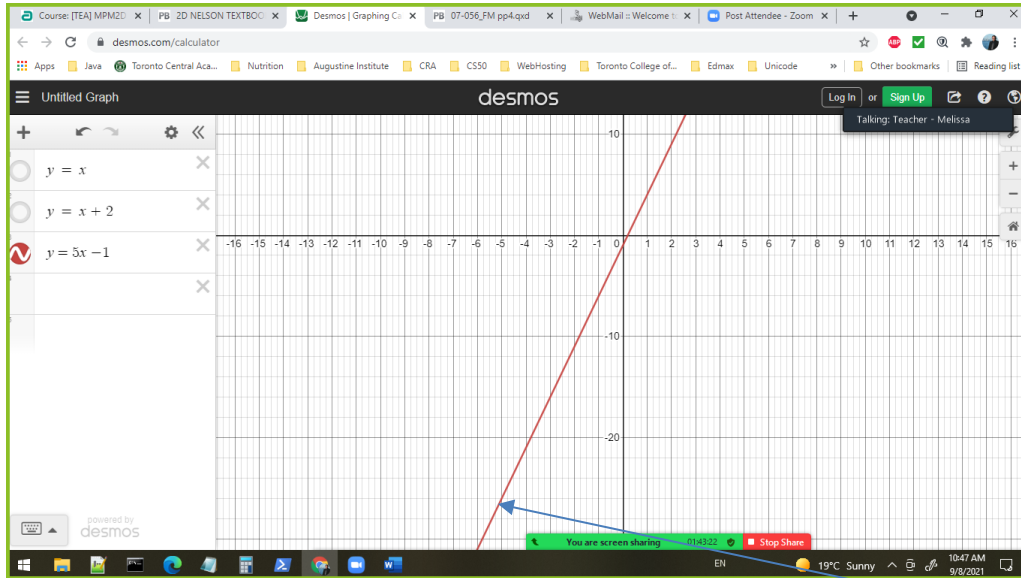 Course: [TEA] MPM2D
PB 2D NELSON TEXTBOO
Desmos | Graphing Ca
PB 07-056_FM pp4.qxd
WebMail :: Welcome t
Post Attendee - Zoom
desmos.com/calculator
ABP
Apps Java Toronto Central Aca... Nutrition Augustine Institute CRA CS50 WebHosting Toronto College of... Edmax Unicode » Other bookmarks Reading list
Untitled Graph
desmos
Log In or Sign Up
Talking: Teacher - Melissa
y = x
y = x + 2
y = 5x − 1
10
-16 -15 -14 -13 -12 -11 -10 -9 -8 -7 -6 -5 -4 -3 -2 -1 0 1 2 3 4 5 6 7 8 9 10 11 12 13 14 15 16
-10
-20
powered by
desmos
You are screen sharing 01:43:22 Stop Share
EN
19°C Sunny
10:47 AM
9/8/2021